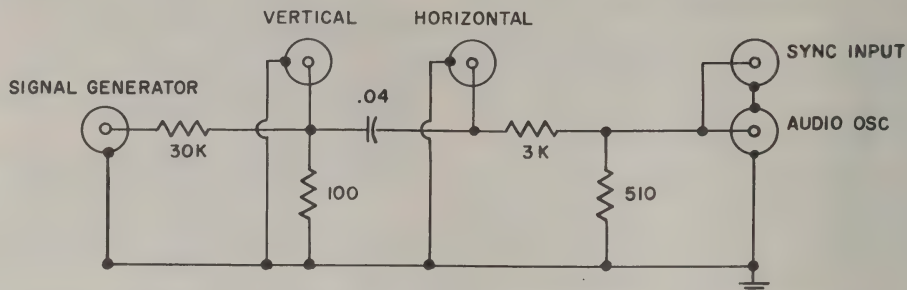 VERTICAL
HORIZONTAL
SYNC INPUT
SIGNAL GENERATOR
.04
AUDIO OSC
30K
3K
100
510